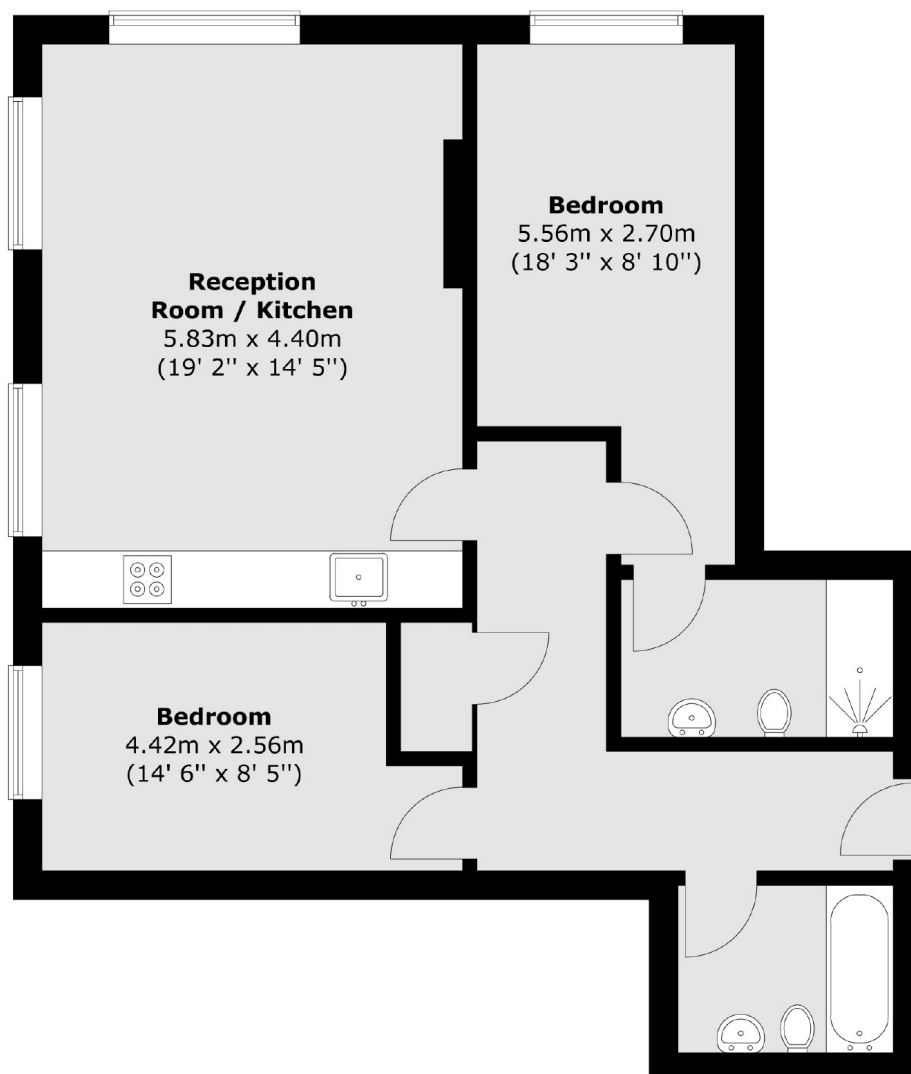 Reception
Room / Kitchen
5.83m x 4.40m
(19' 2'' x 14' 5'')
Bedroom
5.56m x 2.70m
(18' 3'' x 8' 10'')
Bedroom
4.42m x 2.56m
(14' 6'' x 8' 5'')